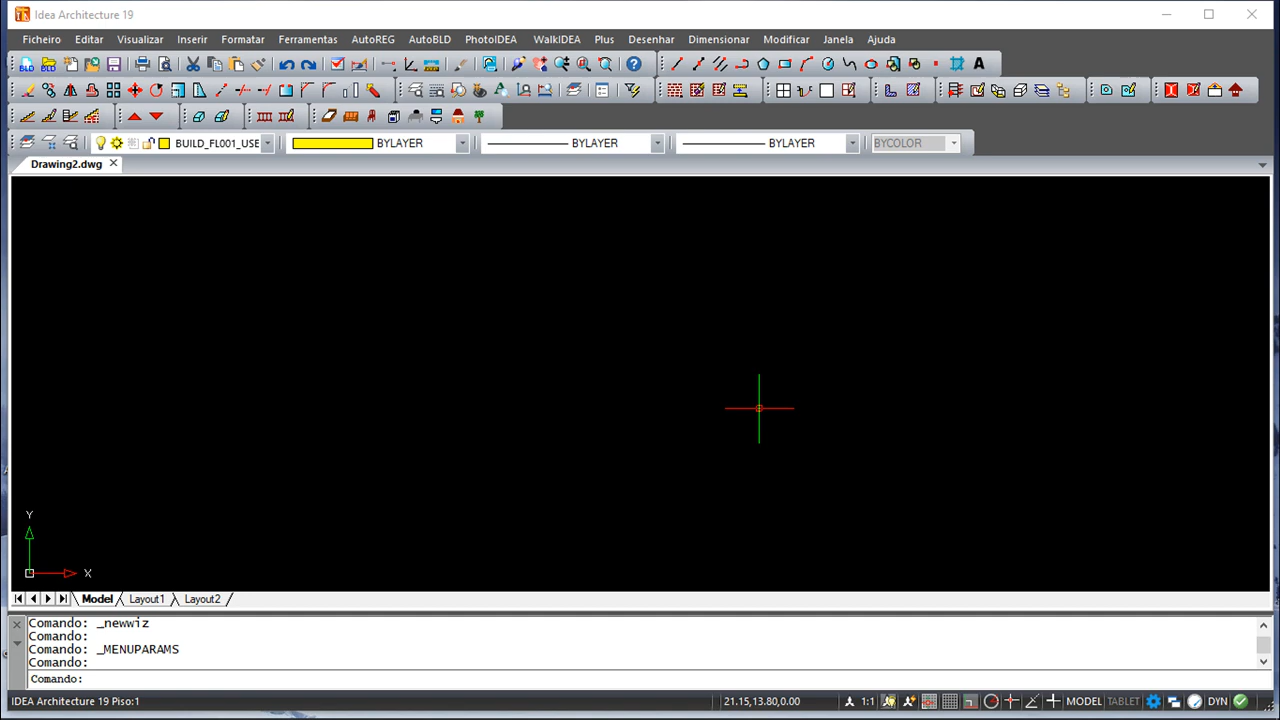 Idea Architecture 19
Ficheiro Editar Visualizar Inserir Formatar Ferramentas AutoREG AutoBLD PhotoIDEA WalkIDEA Plus Desenhar Dimensionar Modificar Janela Ajuda
BUILD_FL001_USE BYLAYER BYLAYER BYLAYER BYCOLOR
Drawing2.dwg
Y
X
Model Layout1 Layout2
Comando: _newwiz
Comando:
Comando: _MENUPARAMS
Comando:
Comando:
IDEA Architecture 19 Piso:1 21.15,13.80,0.00 1:1 MODEL TABLET DYN